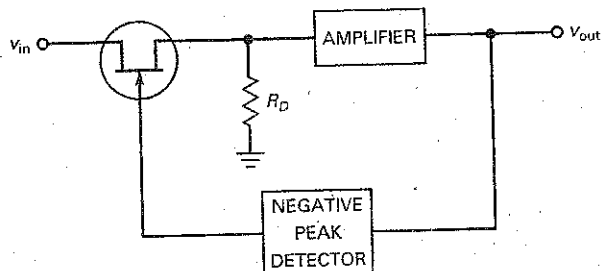 v_in
AMPLIFIER
v_out
R_D
NEGATIVE
PEAK
DETECTOR